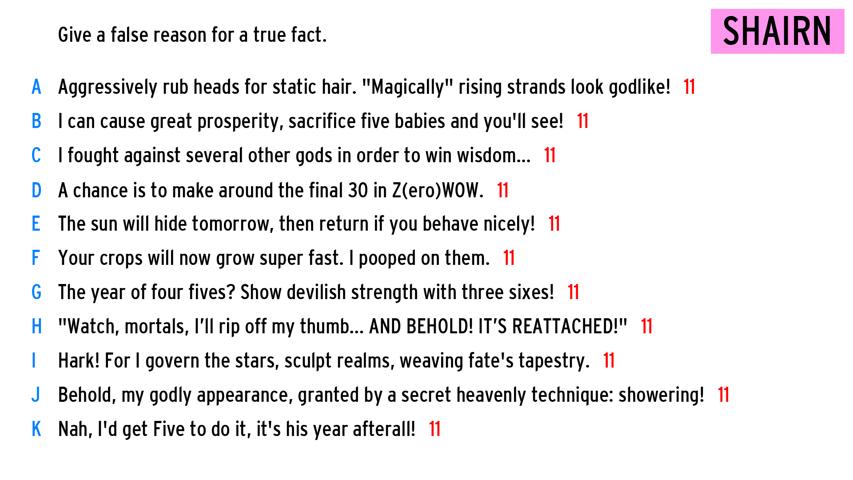 Give a false reason for a true fact.
SHAIRN
A Aggressively rub heads for static hair. "Magically" rising strands look godlike! 11
B I can cause great prosperity, sacrifice five babies and you'll see! 11
C I fought against several other gods in order to win wisdom... 11
D A chance is to make around the final 30 in Z(ero)WOW. 11
E The sun will hide tomorrow, then return if you behave nicely! 11
F Your crops will now grow super fast. I pooped on them. 11
G The year of four fives? Show devilish strength with three sixes! 11
H "Watch, mortals, I’ll rip off my thumb... AND BEHOLD! IT’S REATTACHED!" 11
I Hark! For I govern the stars, sculpt realms, weaving fate's tapestry. 11
J Behold, my godly appearance, granted by a secret heavenly technique: showering! 11
K Nah, I'd get Five to do it, it's his year afterall! 11